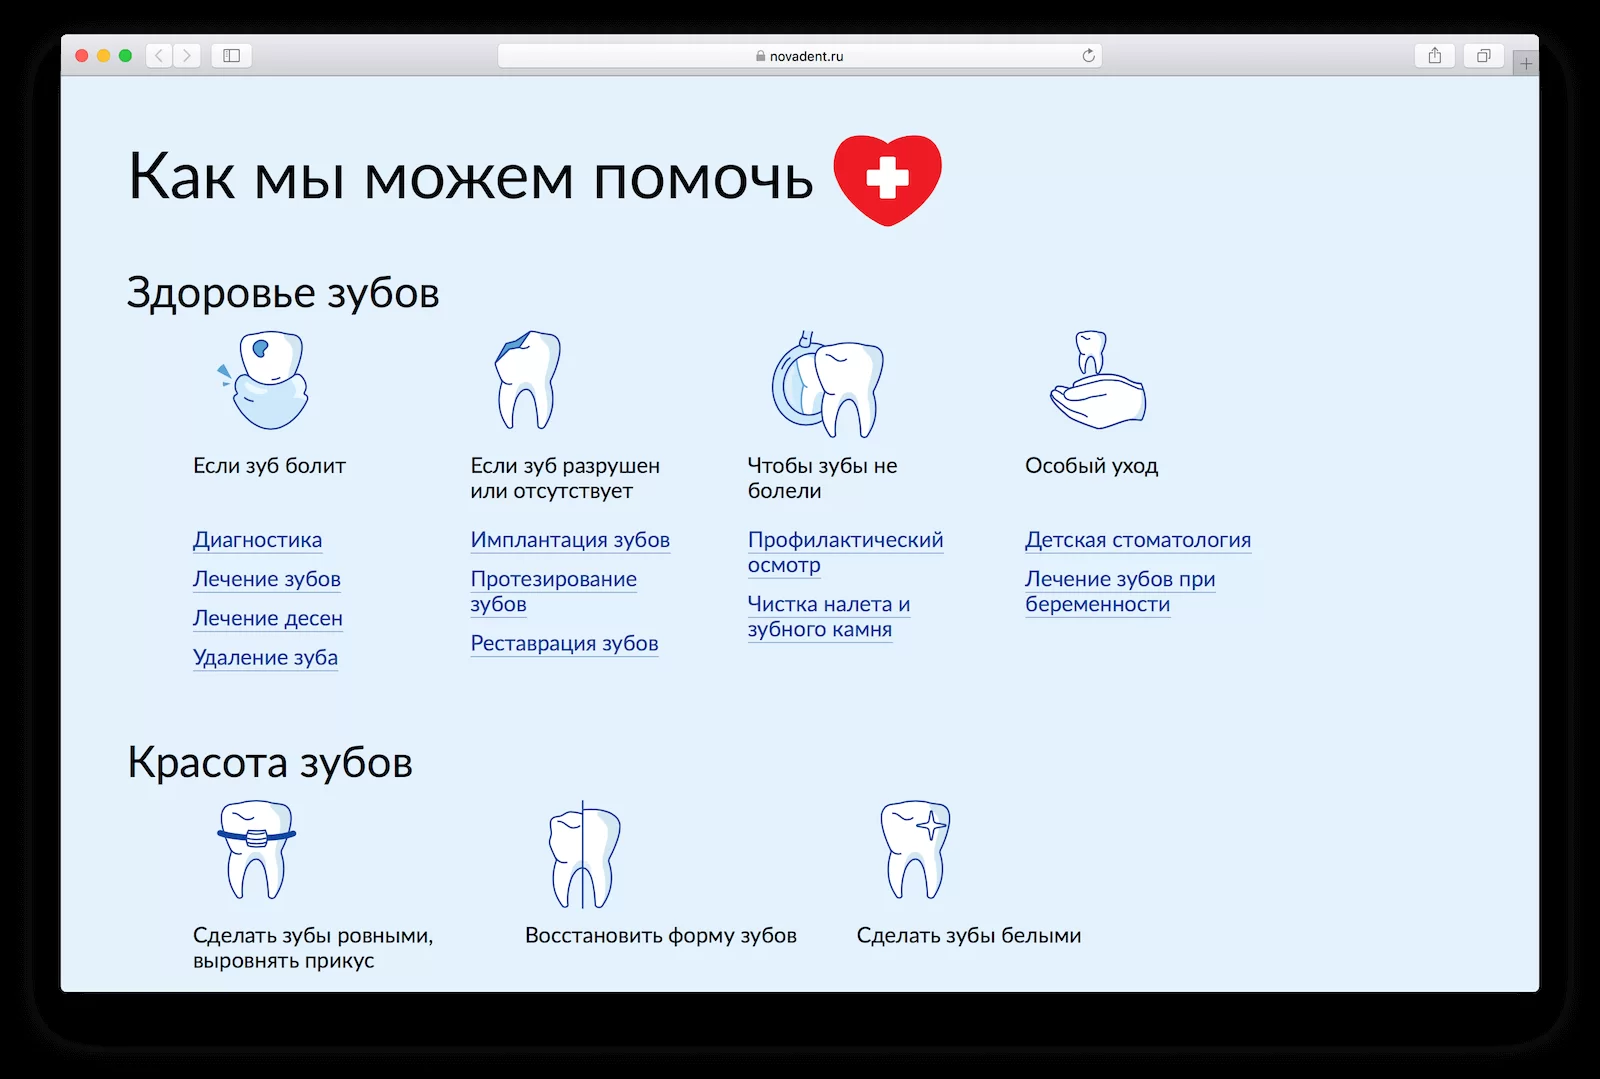 novadent.ru
Как мы можем помочь
Здоровье зубов
Если зуб болит
Диагностика
Лечение зубов
Лечение десен
Удаление зуба
Если зуб разрушен
или отсутствует
Имплантация зубов
Протезирование
зубов
Реставрация зубов
Чтобы зубы не
болели
Профилактический
осмотр
Чистка налета и
зубного камня
Особый уход
Детская стоматология
Лечение зубов при
беременности
Красота зубов
Сделать зубы ровными,
выровнять прикус
Восстановить форму зубов
Сделать зубы белыми